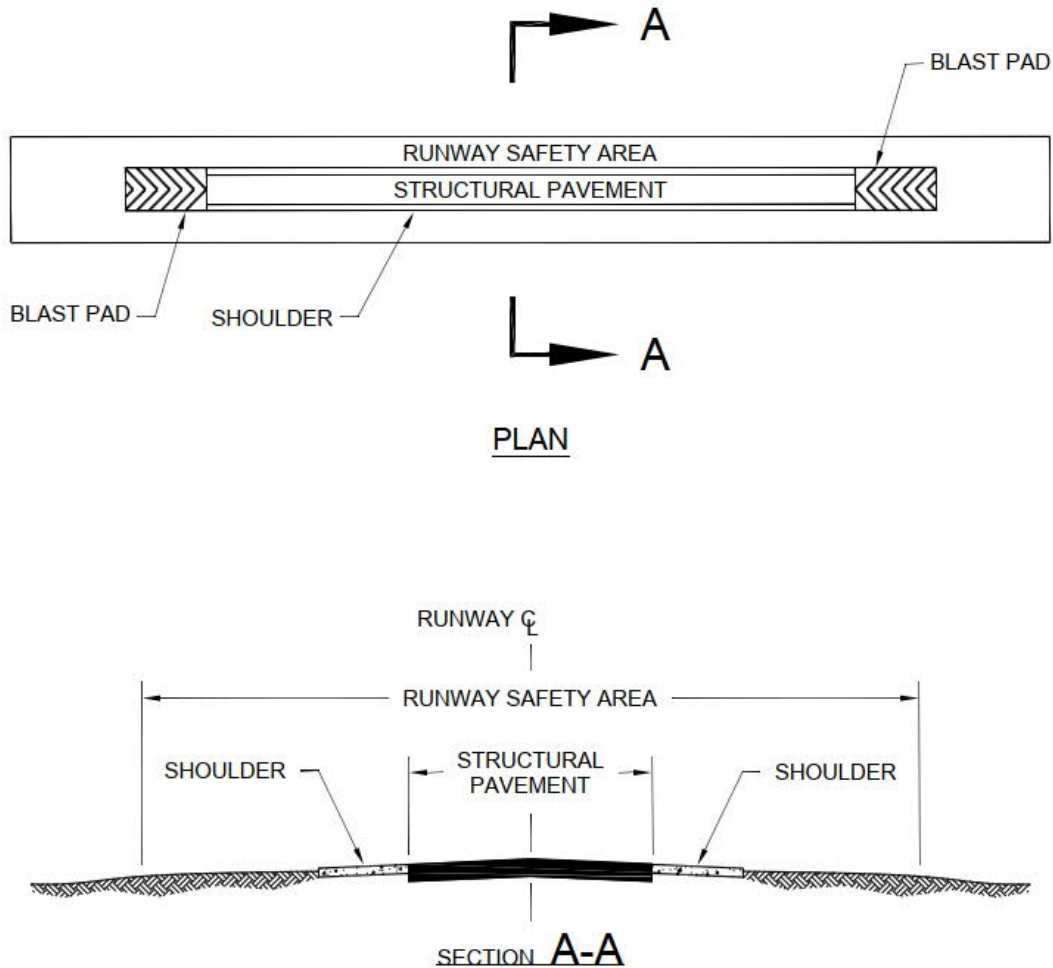 A
BLAST PAD
RUNWAY SAFETY AREA
STRUCTURAL PAVEMENT
BLAST PAD
SHOULDER
A
PLAN
RUNWAY ℄
RUNWAY SAFETY AREA
SHOULDER
STRUCTURAL
PAVEMENT
SHOULDER
SECTION A-A